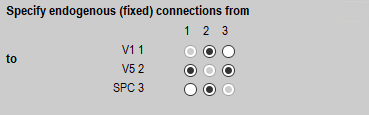 Specify endogenous (fixed) connections from
1 2 3
to
V1 1
V5 2
SPC 3